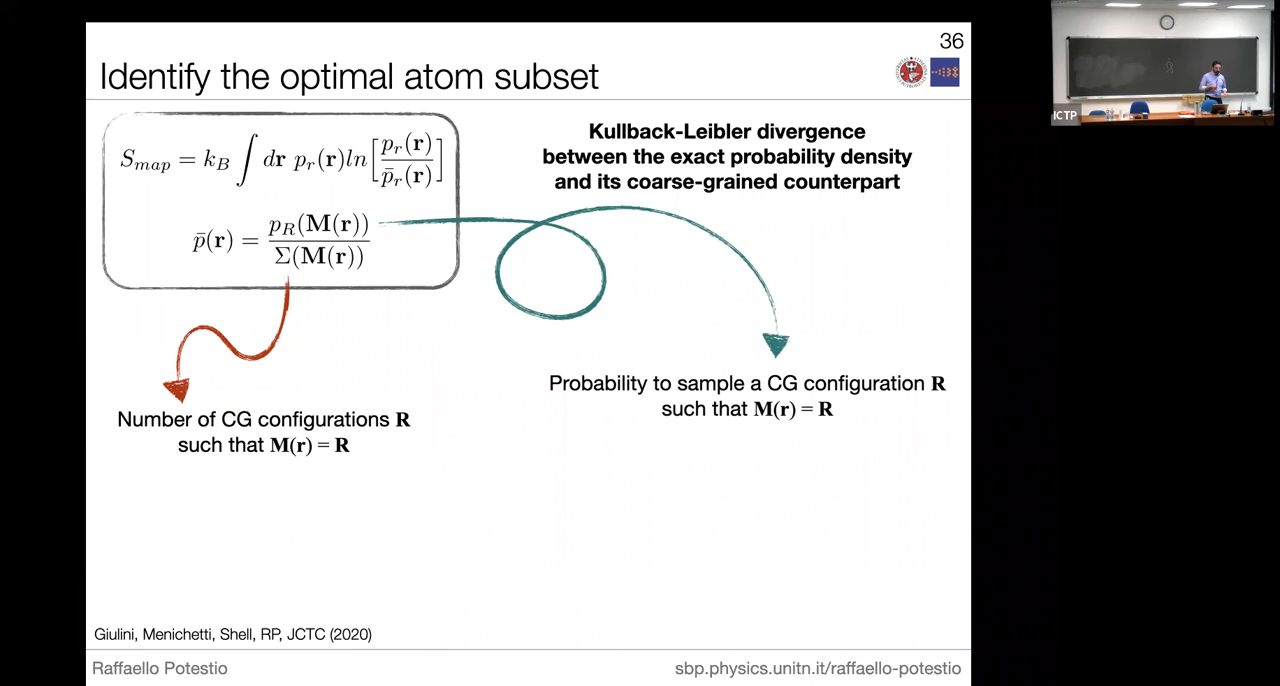 36
Identify the optimal atom subset
S_{map} = k_B ∫ d𝐫 p_r(𝐫)ln[p_r(𝐫) / p̄_r(𝐫)]
p̄(𝐫) = p_R(𝐌(𝐫)) / Σ(𝐌(𝐫))
Kullback-Leibler divergence
between the exact probability density
and its coarse-grained counterpart
Number of CG configurations R
such that M(r) = R
Probability to sample a CG configuration R
such that M(r) = R
Giulini, Menichetti, Shell, RP, JCTC (2020)
Raffaello Potestio
sbp.physics.unitn.it/raffaello-potestio
ICTP